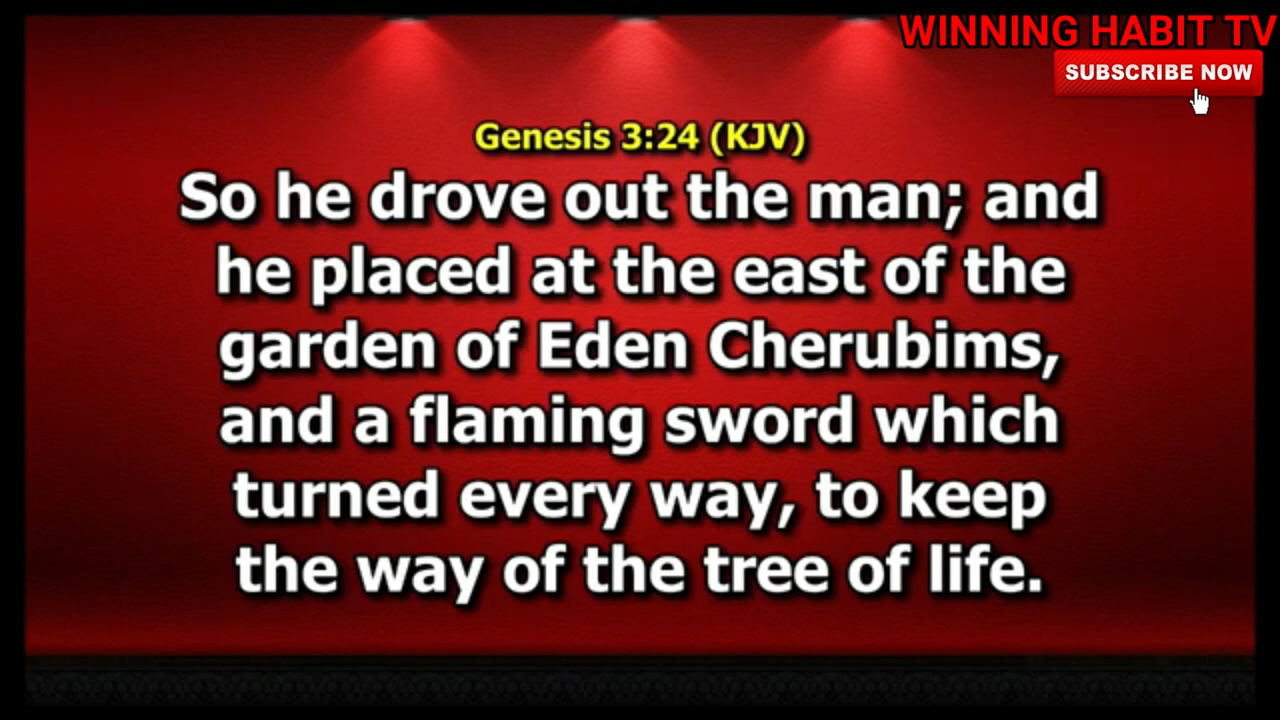 WINNING HABIT TV
SUBSCRIBE NOW
Genesis 3:24 (KJV)
So he drove out the man; and
he placed at the east of the
garden of Eden Cherubims,
and a flaming sword which
turned every way, to keep
the way of the tree of life.